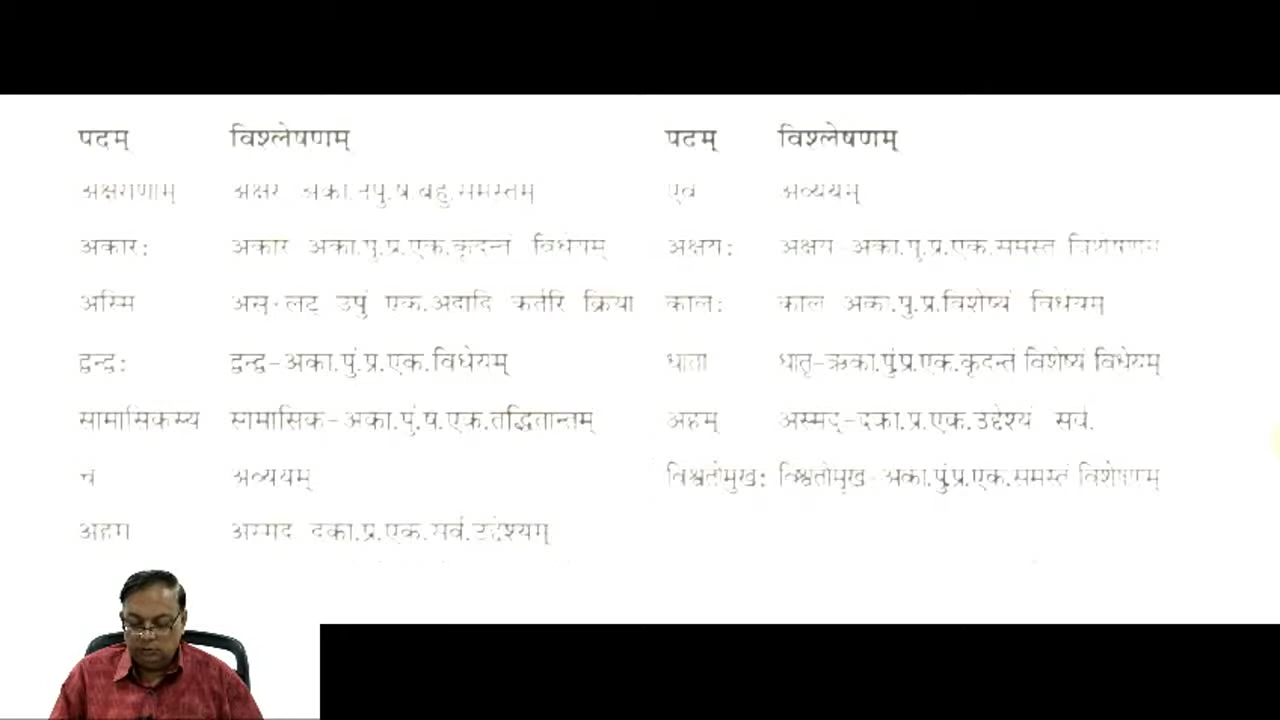 पदम् विश्लेषणम् पदम् विश्लेषणम्
अक्षराणाम् अक्षर अका.नपुं.ष.बहु.समस्तम् एव अव्ययम्
अकार: अकार अका.पु.प्र.एक.कृदन्तं विधेयम् अक्षय: अक्षय-अका.पु.प्र.एक.समस्त विशेषणम्
अस्मि अस्-लट् उपु एक.अदादि कर्तरि क्रिया काल: काल अका.पु.प्र.विशेष्यं विधेयम्
द्वन्द्व: द्वन्द्व-अका.पुं.प्र.एक.विधेयम् धाता धातृ-ऋका.पुंप्र.एक.कृदन्तं विशेष्यं विधेयम्
सामासिकस्य सामासिक-अका.पुं.ष.एक.तद्धितान्तम् अहम् अस्मद्-दका.प्र.एक.उद्देश्यं सर्व.
च अव्ययम् विश्वतोमुख: विश्वतोमुख-अका.पुंप्र.एक.समस्तं विशेषणम्
अहम् अस्मद् दका.प्र.एक.सर्व.उद्देश्यम्